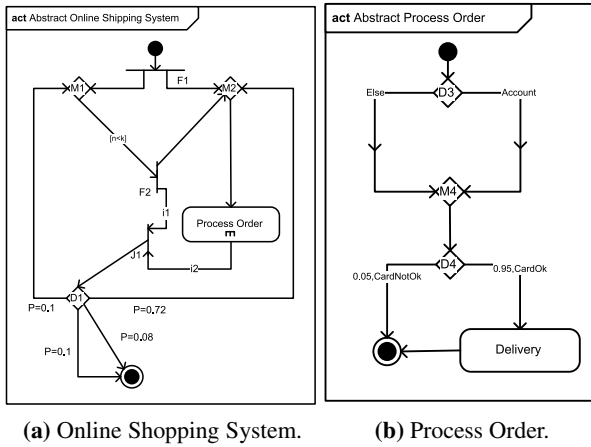 act Abstract Online Shopping System
F1
M1
M2
[n<k]
F2
i1
Process Order
J1
i2
D1
P=0.1
P=0.72
P=0.1
P=0.08
(a) Online Shopping System.
act Abstract Process Order
D3
Else
Account
M4
D4
0.05,CardNotOk
0.95,CardOk
Delivery
(b) Process Order.